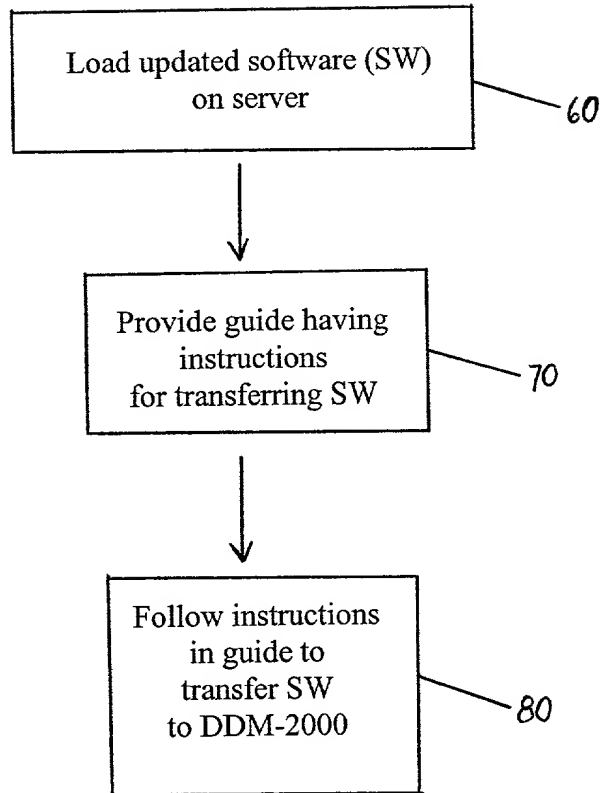 Load updated software (SW)
on server
60
Provide guide having
instructions
for transferring SW
70
Follow instructions
in guide to
transfer SW
to DDM-2000
80